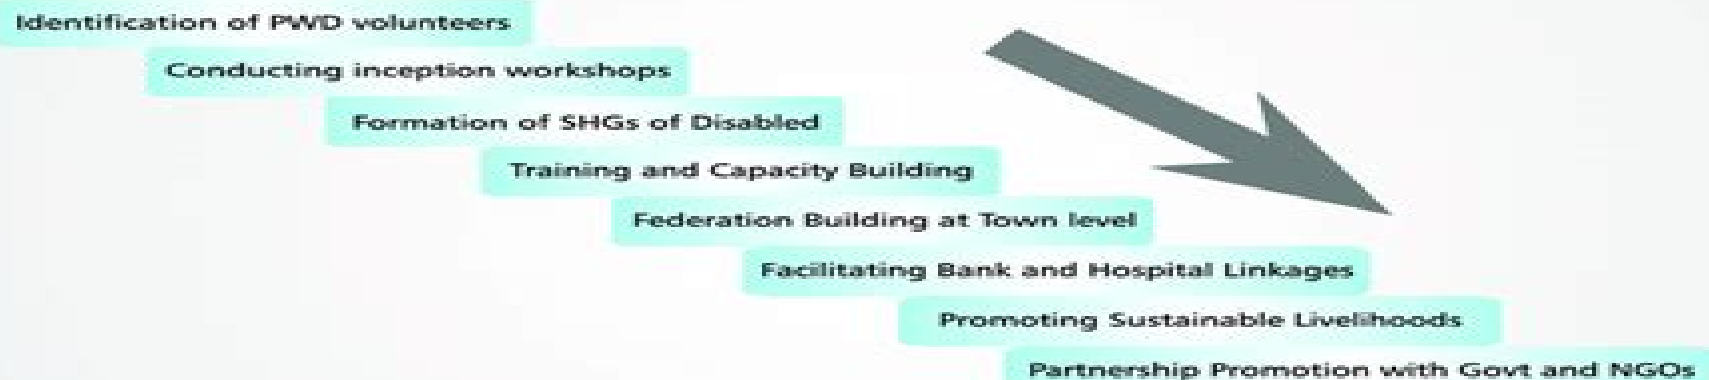 Identification of PWD volunteers
Conducting inception workshops
Formation of SHGs of Disabled
Training and Capacity Building
Federation Building at Town level
Facilitating Bank and Hospital Linkages
Promoting Sustainable Livelihoods
Partnership Promotion with Govt and NGOs